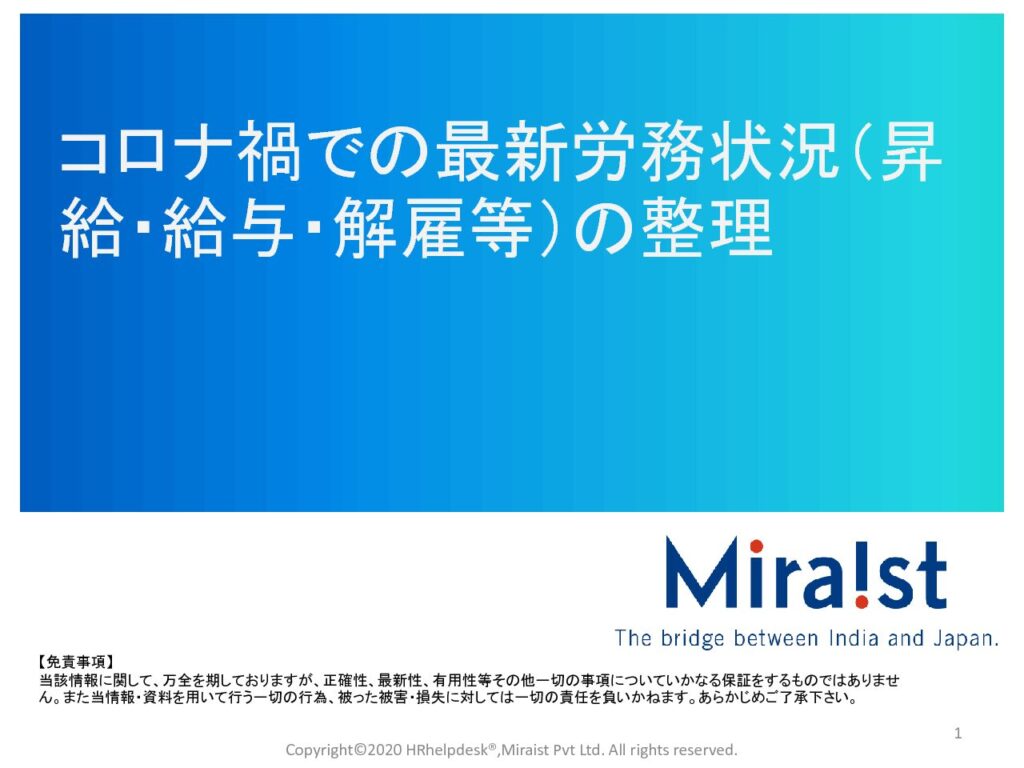 コロナ禍での最新労務状況（昇
給・給与・解雇等）の整理
Mira!st
The bridge between India and Japan.
【免責事項】
当該情報に関して、万全を期しておりますが、正確性、最新性、有用性等その他一切の事項についていかなる保証をするものではありませ
ん。また当情報・資料を用いて行う一切の行為、被った被害・損失に対しては一切の責任を負いかねます。あらかじめご了承下さい。
1
Copyright©2020 HRhelpdesk®,Miraist Pvt Ltd. All rights reserved.